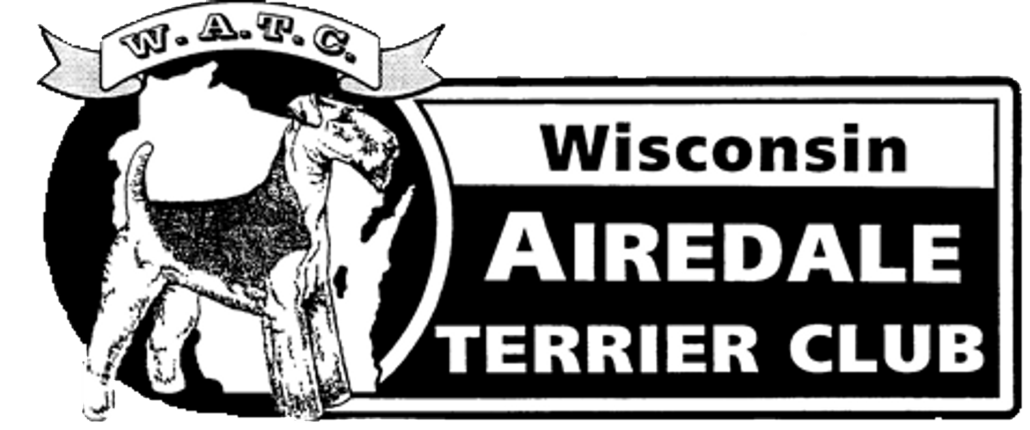 W.A.T.C.
Wisconsin
AIREDALE
TERRIER CLUB